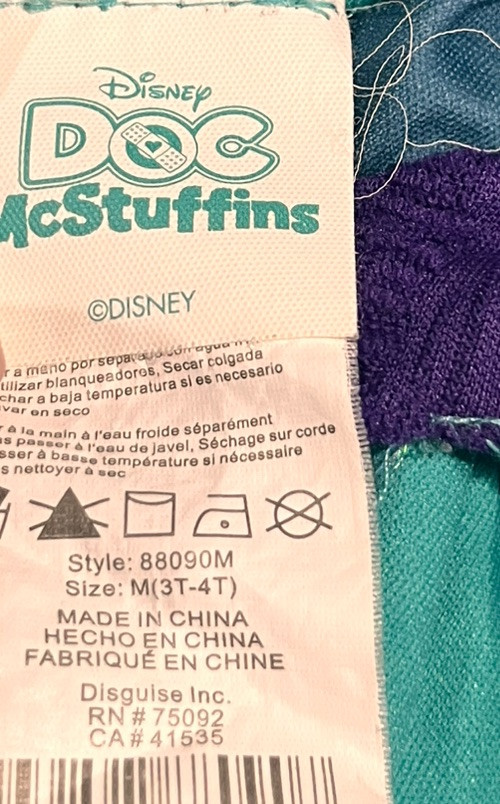 Disney
DOC
McStuffins
©DISNEY
r a mano por separado con agua
tilizar blanqueadores, Secar colgada
char a baja temperatura si es necesario
var en seco
r à la main à l'eau froide séparément
s passer à l'eau de javel, Séchage sur corde
sser à basse température si nécessaire
s nettoyer à sec
Style: 88090M
Size: M(3T-4T)
MADE IN CHINA
HECHO EN CHINA
FABRIQUÉ EN CHINE
Disguise Inc.
RN # 75092
CA # 41535